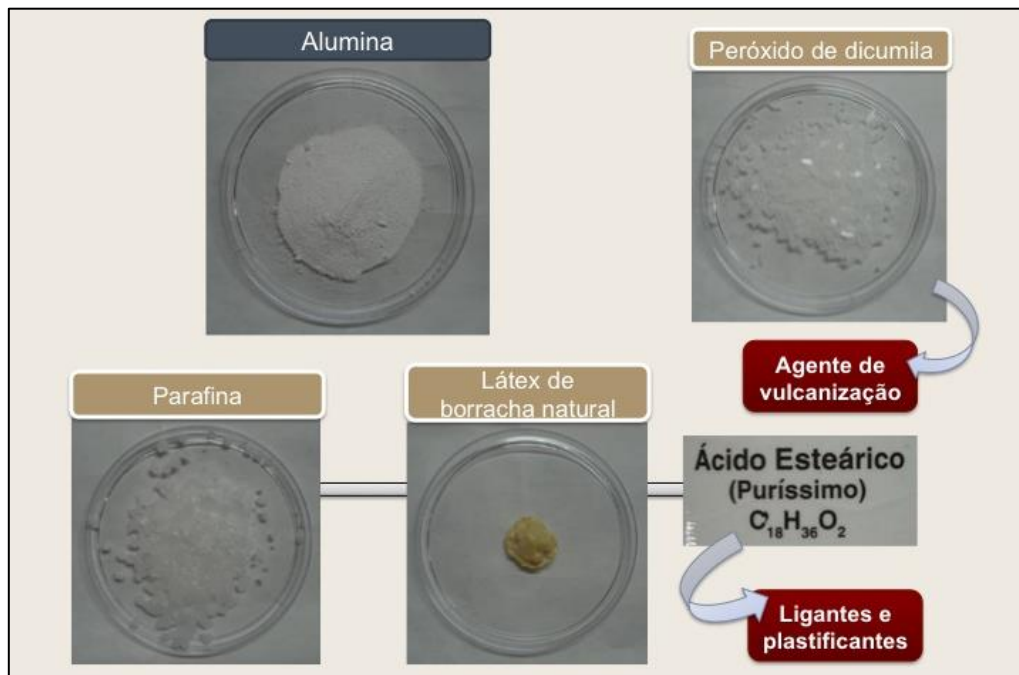 Alumina
Peróxido de dicumila
Agente de
vulcanização
Parafina
Látex de
borracha natural
Ácido Esteárico
(Puríssimo)
C₁₈H₃₆O₂
Ligantes e
plastificantes